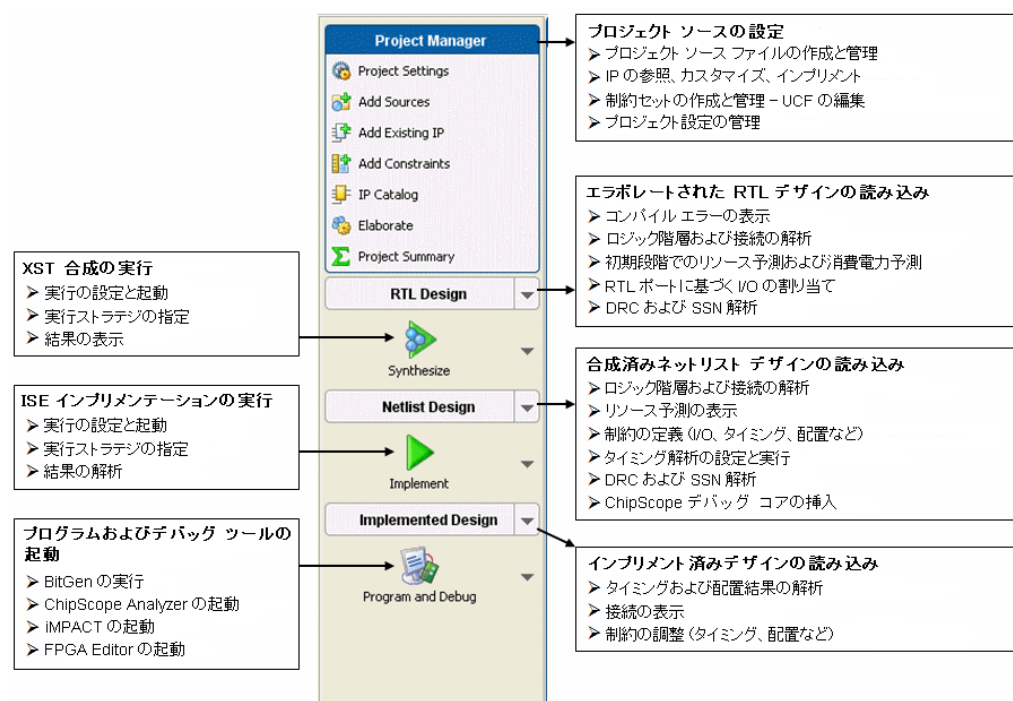 Project Manager
Project Settings
Add Sources
Add Existing IP
Add Constraints
IP Catalog
Elaborate
Project Summary
RTL Design
Synthesize
Netlist Design
Implement
Implemented Design
Program and Debug
XST 合成の実行
➢ 実行の設定と起動
➢ 実行ストラテジの指定
➢ 結果の表示
ISE インプリメンテーションの実行
➢ 実行の設定と起動
➢ 実行ストラテジの指定
➢ 結果の解析
プログラムおよびデバッグ ツールの
起動
➢ BitGen の実行
➢ ChipScope Analyzer の起動
➢ iMPACT の起動
➢ FPGA Editor の起動
プロジェクト ソースの設定
➢ プロジェクト ソース ファイルの作成と管理
➢ IP の参照、カスタマイズ、インプリメント
➢ 制約セットの作成と管理 – UCF の編集
➢ プロジェクト設定の管理
エラボレートされた RTL デザインの読み込み
➢ コンパイル エラーの表示
➢ ロジック階層および接続の解析
➢ 初期段階でのリソース予測および消費電力予測
➢ RTL ポートに基づく I/O の割り当て
➢ DRC および SSN 解析
合成済みネットリスト デザインの読み込み
➢ ロジック階層および接続の解析
➢ リソース予測の表示
➢ 制約の定義 (I/O、タイミング、配置など)
➢ タイミング解析の設定と実行
➢ DRC および SSN 解析
➢ ChipScope デバッグ コアの挿入
インプリメント済みデザインの読み込み
➢ タイミングおよび配置結果の解析
➢ 接続の表示
➢ 制約の調整 (タイミング、配置など)